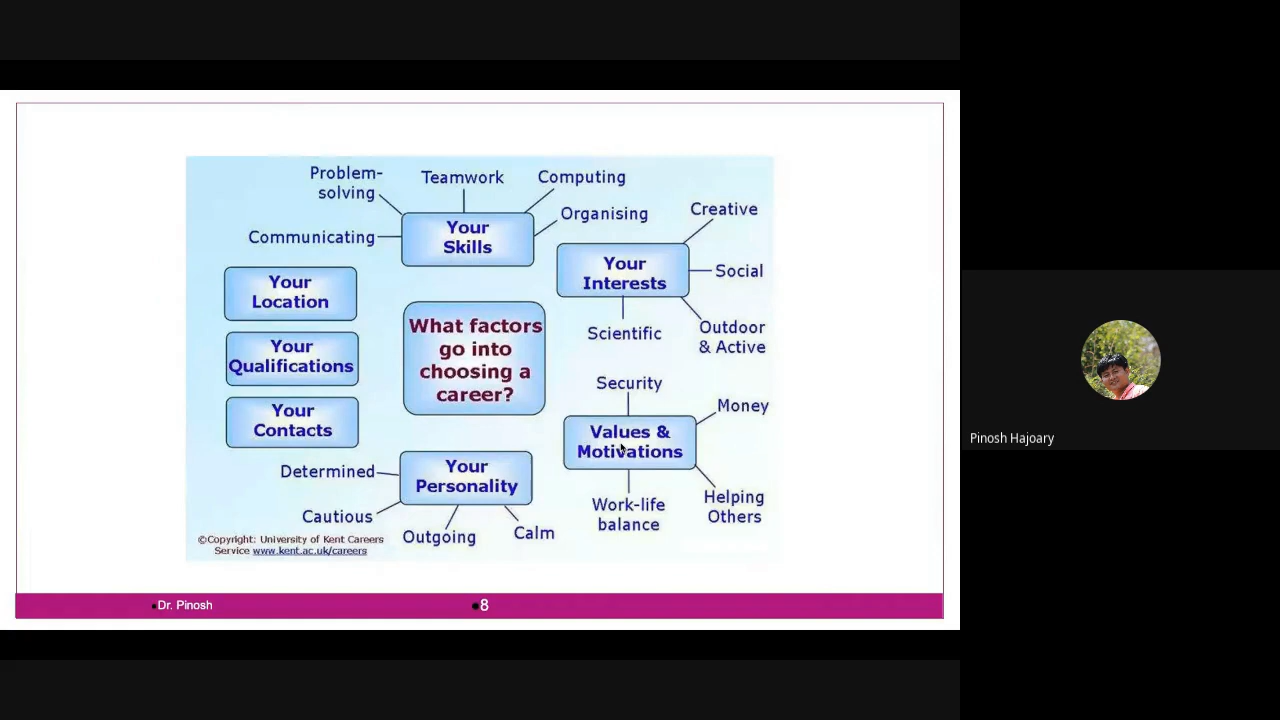 Problem-
solving
Teamwork
Computing
Organising
Communicating
Your
Skills
Creative
Your
Interests
Social
Scientific
Outdoor
& Active
Your
Location
Your
Qualifications
Your
Contacts
What factors
go into
choosing a
career?
Security
Money
Values &
Motivations
Work-life
balance
Helping
Others
Determined
Your
Personality
Cautious
Outgoing
Calm
©Copyright: University of Kent Careers
Service www.kent.ac.uk/careers
•Dr. Pinosh
•8
Pinosh Hajoary